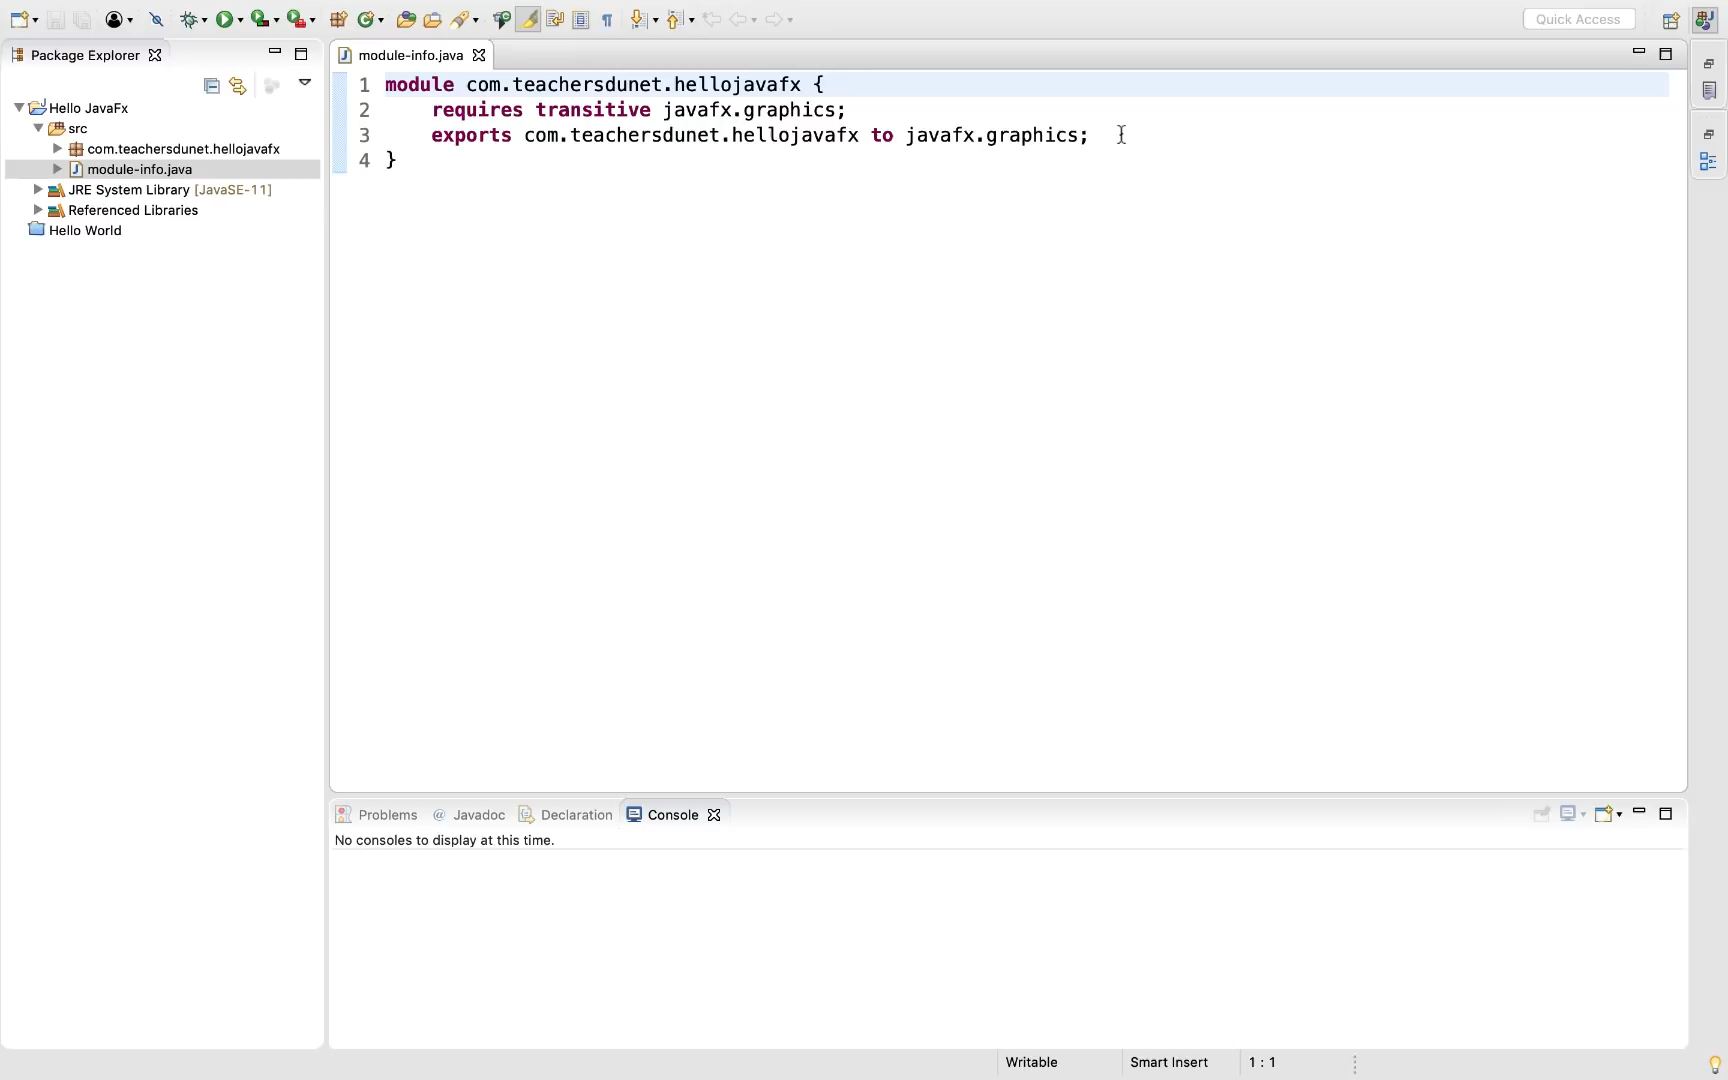 Quick Access
Package Explorer
Hello JavaFx
src
com.teachersdunet.hellojavafx
module-info.java
JRE System Library [JavaSE-11]
Referenced Libraries
Hello World
module-info.java
1 module com.teachersdunet.hellojavafx {
2 requires transitive javafx.graphics;
3 exports com.teachersdunet.hellojavafx to javafx.graphics;
4 }
Problems @ Javadoc Declaration Console
No consoles to display at this time.
Writable Smart Insert 1 : 1